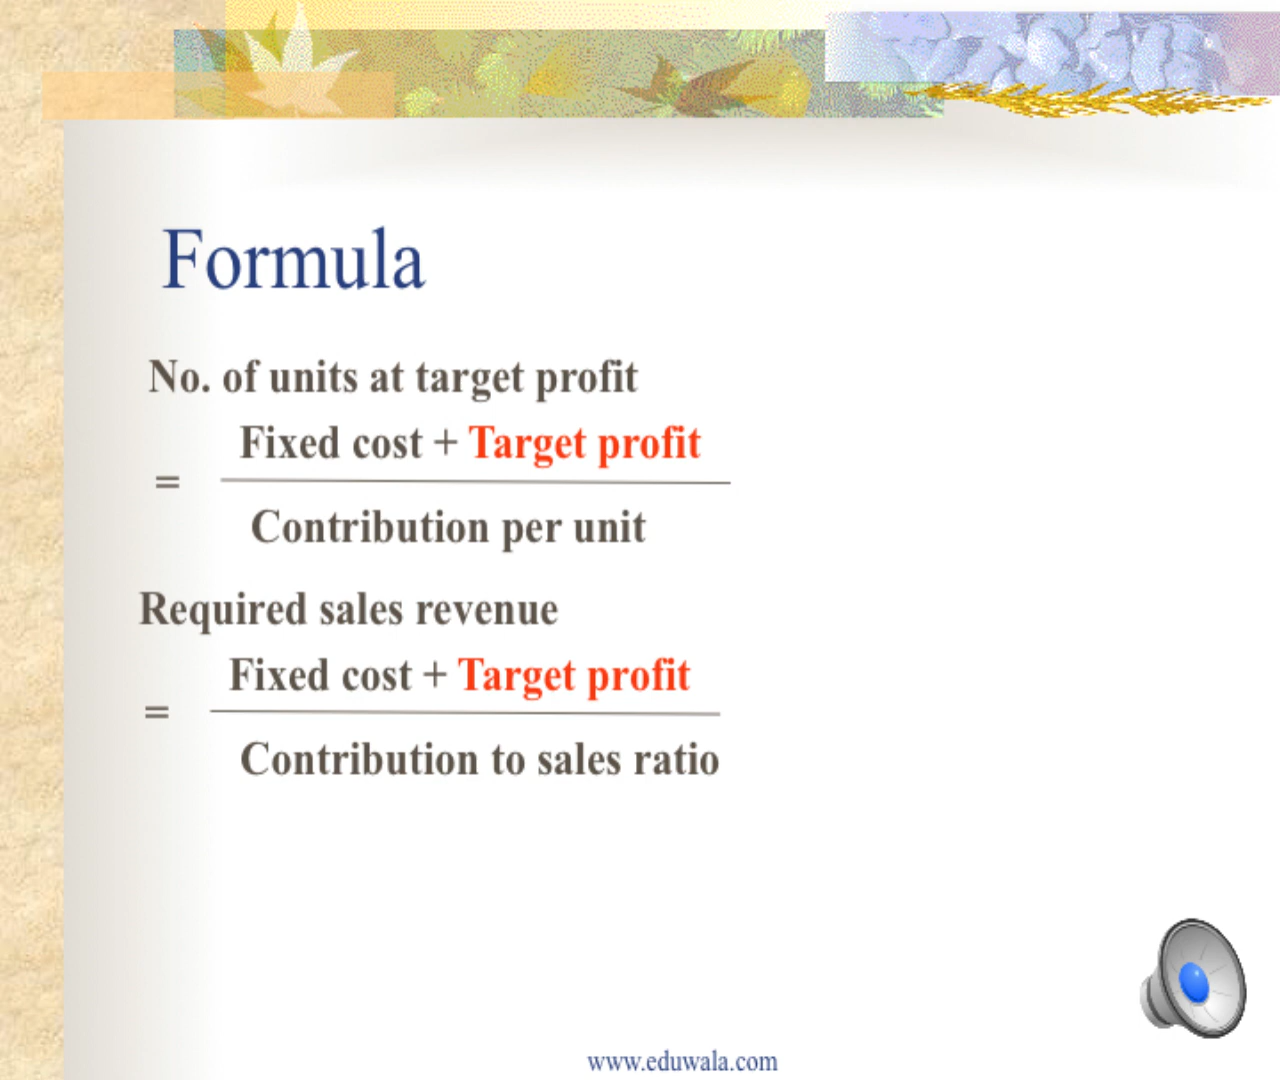 Formula
No. of units at target profit
Fixed cost + Target profit
=
Contribution per unit
Required sales revenue
Fixed cost + Target profit
=
Contribution to sales ratio
www.eduwala.com